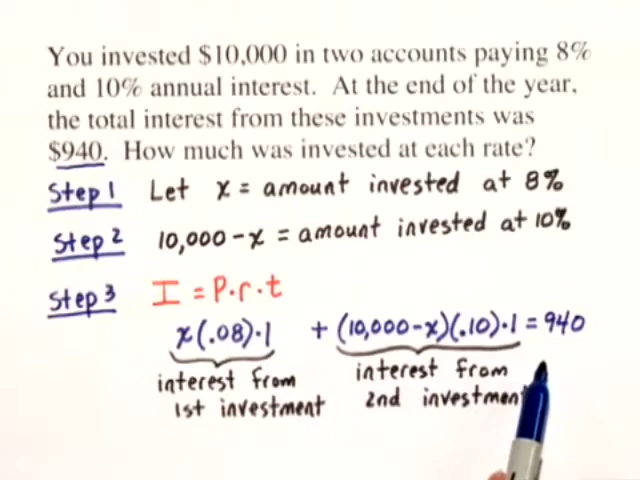 You invested $10,000 in two accounts paying 8%
and 10% annual interest. At the end of the year,
the total interest from these investments was
$940. How much was invested at each rate?
Step 1 Let x = amount invested at 8%
Step 2 10,000-x = amount invested at 10%
Step 3 I = P.r.t
x(.08)·1 + (10,000-x)(.10)·1 = 940
interest from interest from
1st investment 2nd investmen